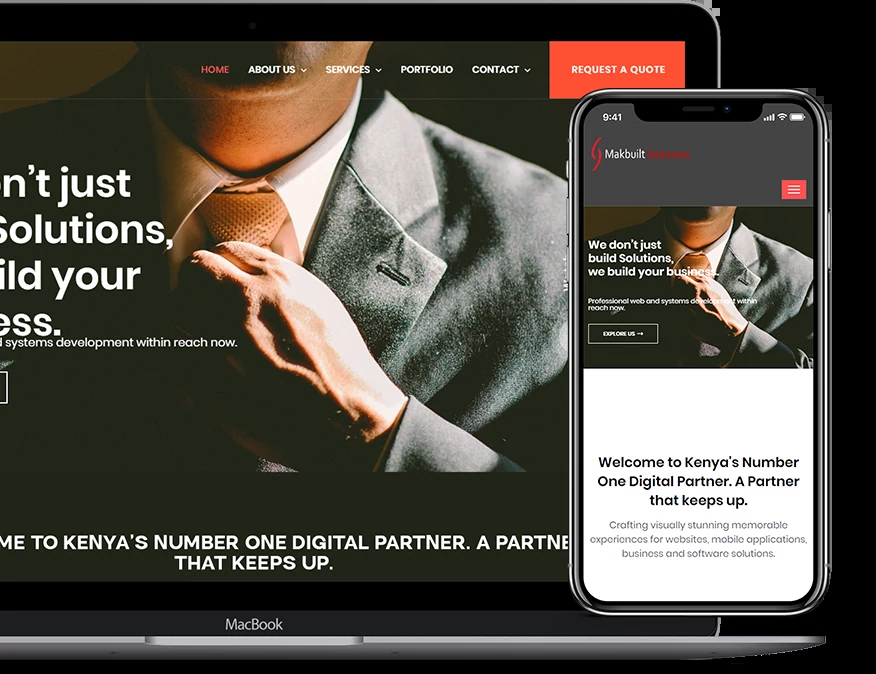 HOME ABOUT US SERVICES PORTFOLIO CONTACT REQUEST A QUOTE
n't just
Solutions,
ild your
ess.
d systems development within reach now.
ME TO KENYA'S NUMBER ONE DIGITAL PARTNER. A PARTNE
THAT KEEPS UP.
MacBook
9:41
Makbuilt Solutions
We don't just
build Solutions,
we build your business.
Professional web and systems development within
reach now.
EXPLORE US →
Welcome to Kenya's Number
One Digital Partner. A Partner
that keeps up.
Crafting visually stunning memorable
experiences for websites, mobile applications,
business and software solutions.